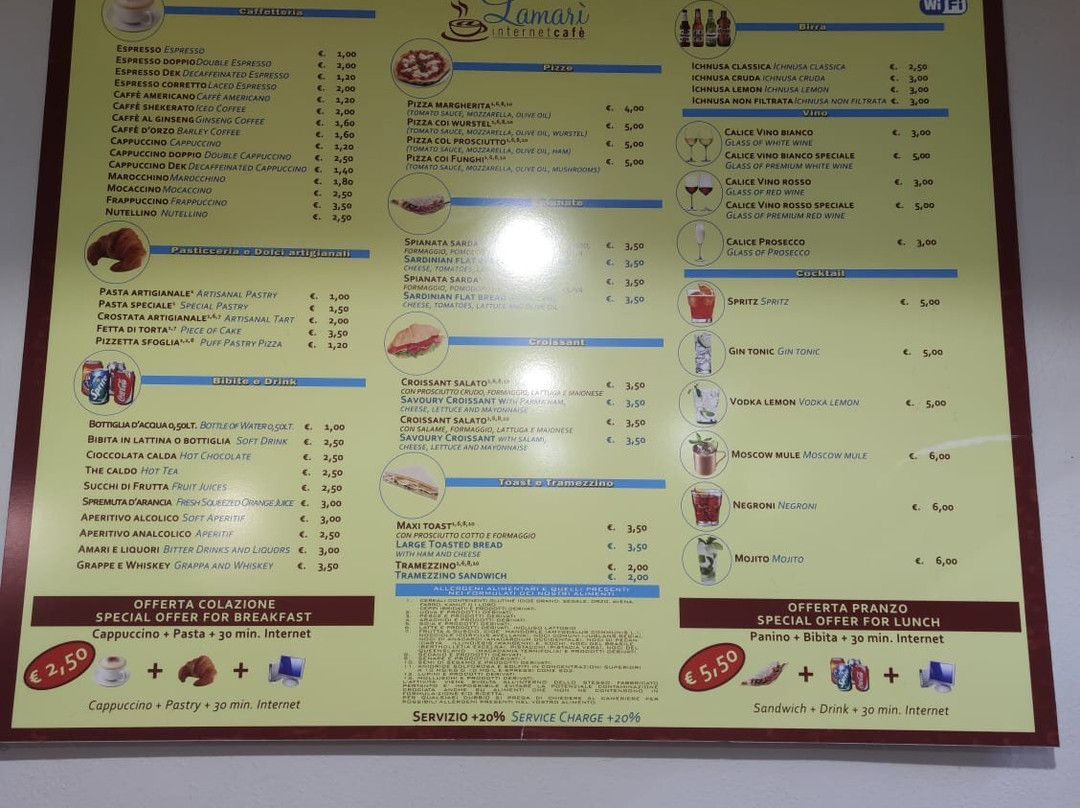 Caffetteria
ESPRESSO ESPRESSO €. 1,00
ESPRESSO DOPPIO DOUBLE ESPRESSO €. 2,00
ESPRESSO DEK DECAFFEINATED ESPRESSO €. 1,20
ESPRESSO CORRETTO LACED ESPRESSO €. 2,00
CAFFÈ AMERICANO CAFFÈ AMERICANO €. 1,20
CAFFÈ SHEKERATO ICED COFFEE €. 2,00
CAFFÈ AL GINSENG GINSENG COFFEE €. 1,60
CAFFÈ D'ORZO BARLEY COFFEE €. 1,60
CAPPUCCINO CAPPUCCINO €. 1,20
CAPPUCCINO DOPPIO DOUBLE CAPPUCCINO €. 2,50
CAPPUCCINO DEK DECAFFEINATED CAPPUCCINO €. 1,40
MAROCCHINO MAROCCHINO €. 1,80
MOCACCINO MOCACCINO €. 2,50
FRAPPUCCINO FRAPPUCCINO €. 3,50
NUTELLINO NUTELLINO €. 2,50
Pasticceria e Dolci artigianali
PASTA ARTIGIANALE ARTISANAL PASTRY €. 1,00
PASTA SPECIALE SPECIAL PASTRY €. 1,50
CROSTATA ARTIGIANALE ARTISANAL TART €. 2,00
FETTA DI TORTA PIECE OF CAKE €. 3,50
PIZZETTA SFOGLIA PUFF PASTRY PIZZA €. 1,20
Bibite e Drink
BOTTIGLIA D'ACQUA 0,50LT. BOTTLE OF WATER 0,50LT. €. 1,00
BIBITA IN LATTINA O BOTTIGLIA SOFT DRINK €. 2,50
CIOCCOLATA CALDA HOT CHOCOLATE €. 2,50
THE CALDO HOT TEA €. 2,50
SUCCHI DI FRUTTA FRUIT JUICES €. 2,50
SPREMUTA D'ARANCIA FRESH SQUEEZED ORANGE JUICE €. 3,00
APERITIVO ALCOLICO SOFT APERITIF €. 3,00
APERITIVO ANALCOLICO APERITIF €. 2,50
AMARI E LIQUORI BITTER DRINKS AND LIQUORS €. 3,00
GRAPPE E WHISKEY GRAPPA AND WHISKEY €. 3,50
OFFERTA COLAZIONE
SPECIAL OFFER FOR BREAKFAST
Cappuccino + Pasta + 30 min. Internet
€ 2,50
+ +
Cappuccino + Pastry + 30 min. Internet
Lamarì
internetcafè
Pizze
PIZZA MARGHERITA €. 4,00
(TOMATO SAUCE, MOZZARELLA, OLIVE OIL)
PIZZA COI WURSTEL €. 5,00
(TOMATO SAUCE, MOZZARELLA, OLIVE OIL, WURSTEL)
PIZZA COL PROSCIUTTO €. 5,00
(TOMATO SAUCE, MOZZARELLA, OLIVE OIL, HAM)
PIZZA COI FUNGHI €. 5,00
(TOMATO SAUCE, MOZZARELLA, OLIVE OIL, MUSHROOMS)
SPIANATA SARDA €. 3,50
FORMAGGIO,
SARDINIAN FLAT €. 3,50
CHEESE, TOMATOES,
SPIANATA SARDA €. 3,50
FORMAGGIO,
SARDINIAN FLAT BREAD €. 3,50
CHEESE, TOMATOES, LETTUCE AND OLIVE OIL
Croissant
CROISSANT SALATO €. 3,50
CON PROSCIUTTO CRUDO, FORMAGGIO, LATTUGA E MAIONESE
SAVOURY CROISSANT WITH PARMA HAM, €. 3,50
CHEESE, LETTUCE AND MAYONNAISE
CROISSANT SALATO €. 3,50
CON SALAME, FORMAGGIO, LATTUGA E MAIONESE
SAVOURY CROISSANT WITH SALAMI, €. 3,50
CHEESE, LETTUCE AND MAYONNAISE
Toast e Tramezzino
MAXI TOAST €. 3,50
CON PROSCIUTTO COTTO E FORMAGGIO
LARGE TOASTED BREAD €. 3,50
WITH HAM AND CHEESE
TRAMEZZINO €. 2,00
TRAMEZZINO SANDWICH €. 2,00
ALLERGENI ALIMENTARI E QUELLI PRESENTI
NEI FORMULATI DEI NOSTRI ALIMENTI
SERVIZIO +20% SERVICE CHARGE +20%
Wi Fi
Birra
ICHNUSA CLASSICA ICHNUSA CLASSICA €. 2,50
ICHNUSA CRUDA ICHNUSA CRUDA €. 3,00
ICHNUSA LEMON ICHNUSA LEMON €. 3,00
ICHNUSA NON FILTRATA ICHNUSA NON FILTRATA €. 3,00
Vino
CALICE VINO BIANCO €. 3,00
GLASS OF WHITE WINE
CALICE VINO BIANCO SPECIALE €. 5,00
GLASS OF PREMIUM WHITE WINE
CALICE VINO ROSSO €. 3,00
GLASS OF RED WINE
CALICE VINO ROSSO SPECIALE €. 5,00
GLASS OF PREMIUM RED WINE
CALICE PROSECCO €. 3,00
GLASS OF PROSECCO
Cocktail
SPRITZ SPRITZ €. 5,00
GIN TONIC GIN TONIC €. 5,00
VODKA LEMON VODKA LEMON €. 5,00
MOSCOW MULE MOSCOW MULE €. 6,00
NEGRONI NEGRONI €. 6,00
MOJITO MOJITO €. 6,00
OFFERTA PRANZO
SPECIAL OFFER FOR LUNCH
Panino + Bibita + 30 min. Internet
€ 5,50
+ +
Sandwich + Drink + 30 min. Internet